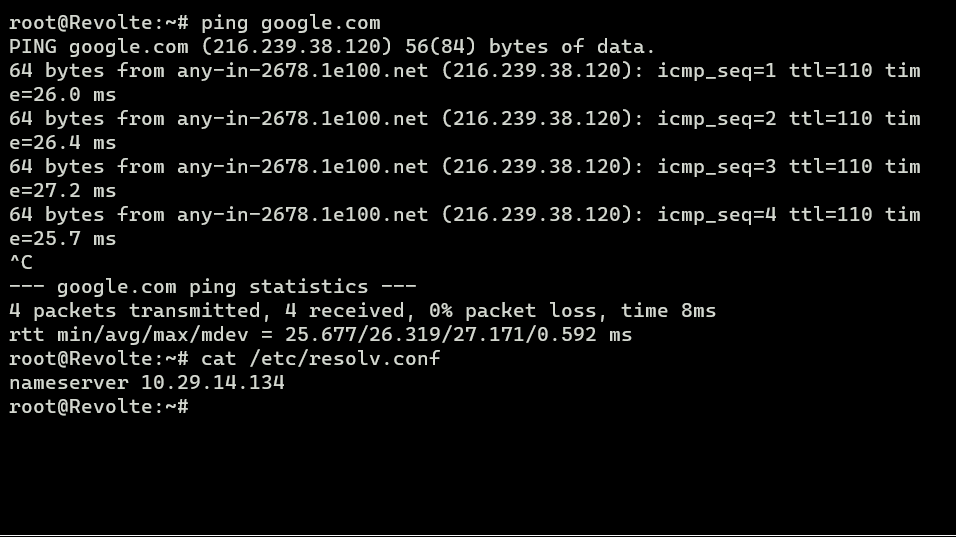 root@Revolte:~# ping google.com
PING google.com (216.239.38.120) 56(84) bytes of data.
64 bytes from any-in-2678.1e100.net (216.239.38.120): icmp_seq=1 ttl=110 tim
e=26.0 ms
64 bytes from any-in-2678.1e100.net (216.239.38.120): icmp_seq=2 ttl=110 tim
e=26.4 ms
64 bytes from any-in-2678.1e100.net (216.239.38.120): icmp_seq=3 ttl=110 tim
e=27.2 ms
64 bytes from any-in-2678.1e100.net (216.239.38.120): icmp_seq=4 ttl=110 tim
e=25.7 ms
^C
--- google.com ping statistics ---
4 packets transmitted, 4 received, 0% packet loss, time 8ms
rtt min/avg/max/mdev = 25.677/26.319/27.171/0.592 ms
root@Revolte:~# cat /etc/resolv.conf
nameserver 10.29.14.134
root@Revolte:~#